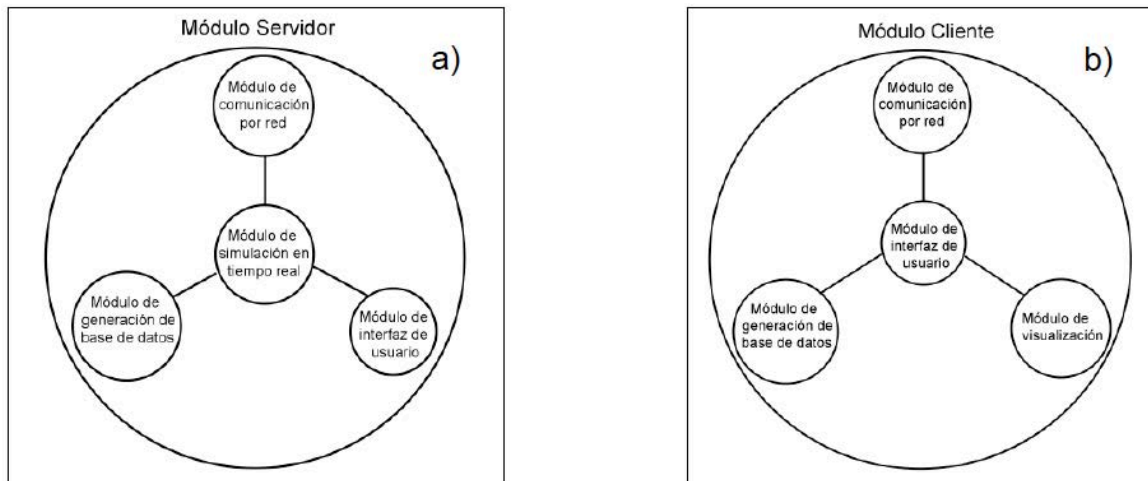 Módulo Servidor
a)
Módulo de
comunicación
por red
Módulo de
simulación en
tiempo real
Módulo de
generación de
base de datos
Módulo de
interfaz de
usuario
Módulo Cliente
b)
Módulo de
comunicación
por red
Módulo de
interfaz de
usuario
Módulo de
generación de
base de datos
Módulo de
visualización